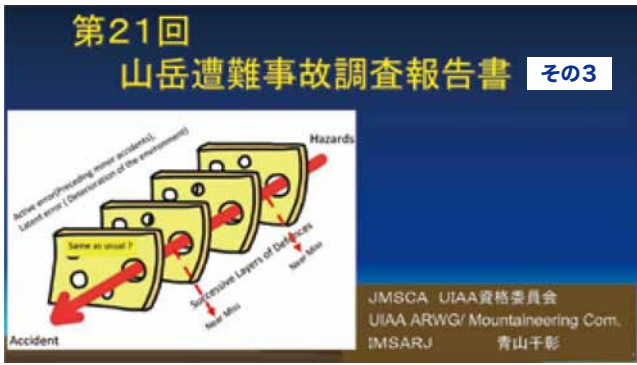 第21回
山岳遭難事故調査報告書 その3
Hazards
Active error(Preceding minor accidents),
Latent error ( Deterioration of the environment)
Same as usual ?
Successive Layers of Defences
Near Miss
Near Miss
Accident
JMSCA UIAA資格委員会
UIAA ARWG/ Mountaineering Com.
IMSARJ 青山千彰